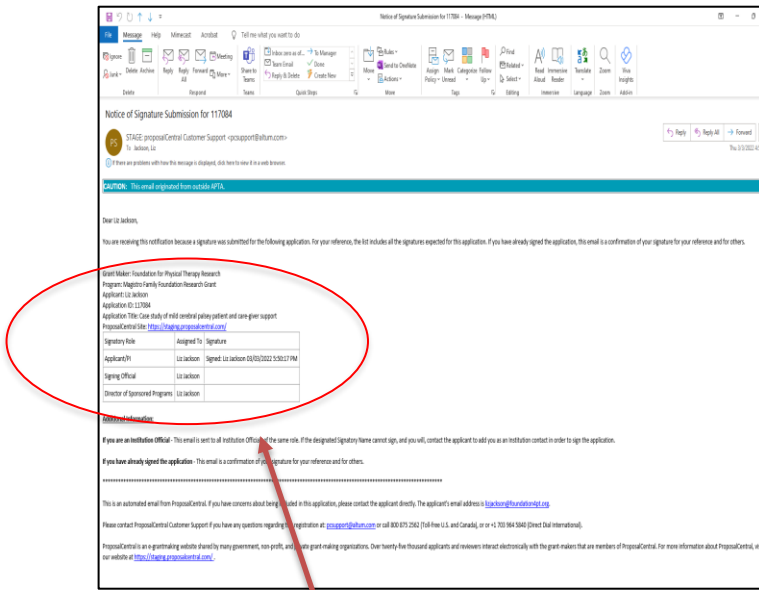 Notice of Signature Submission for 117084 - Message (HTML)
File Message Help Mimecast Acrobat Tell me what you want to do
Ignore
Junk
Delete Archive
Reply Reply All Forward
Meeting
More
Share to Teams
Inbox zero as of...
Team Email
Reply & Delete
To Manager
Done
Create New
Move
Rules
Send to OneNote
Actions
Assign Policy Mark Unread Categorize Follow Up
Find
Related
Select
Read Aloud Immersive Reader
Translate
Zoom
Viva Insights
Delete Respond Teams Quick Steps Move Tags Editing Immersive Language Zoom Add-in
Notice of Signature Submission for 117084
PS
STAGE: proposalCentral Customer Support <pcsupport@altum.com>
To Jackson, Liz
Reply Reply All Forward
Thu 3/3/2022
If there are problems with how this message is displayed, click here to view it in a web browser.
CAUTION: This email originated from outside APTA.
Dear Liz Jackson,
You are receiving this notification because a signature was submitted for the following application. For your reference, the list includes all the signatures expected for this application. If you have already signed the application, this email is a confirmation of your signature for your reference and for others.
Grant Maker: Foundation for Physical Therapy Research
Program: Magistro Family Foundation Research Grant
Applicant: Liz Jackson
Application ID: 117084
Application Title: Case study of mild cerebral palsey patient and care-giver support
ProposalCentral Site: https://staging.proposalcentral.com/
Signatory Role Assigned To Signature
Applicant/PI Liz Jackson Signed: Liz Jackson 03/03/2022 5:50:17 PM
Signing Official Liz Jackson
Director of Sponsored Programs Liz Jackson
Additional Information:
If you are an Institution Official - This email is sent to all Institution Officials of the same role. If the designated Signatory Name cannot sign, and you will, contact the applicant to add you as an Institution contact in order to sign the application.
If you have already signed the application - This email is a confirmation of your signature for your reference and for others.
This is an automated email from ProposalCentral. If you have concerns about being included in this application, please contact the applicant directly. The applicant's email address is lizjackson@foundation4pt.org.
Please contact ProposalCentral Customer Support if you have any questions regarding this registration at: pcsupport@altum.com or call 800 875 2562 (Toll-free U.S. and Canada), or or +1 703 964 5840 (Direct Dial International).
ProposalCentral is an e-grantmaking website shared by many government, non-profit, and private grant-making organizations. Over twenty-five thousand applicants and reviewers interact electronically with the grant-makers that are members of ProposalCentral. For more information about ProposalCentral,
our website at https://staging.proposalcentral.com/ .